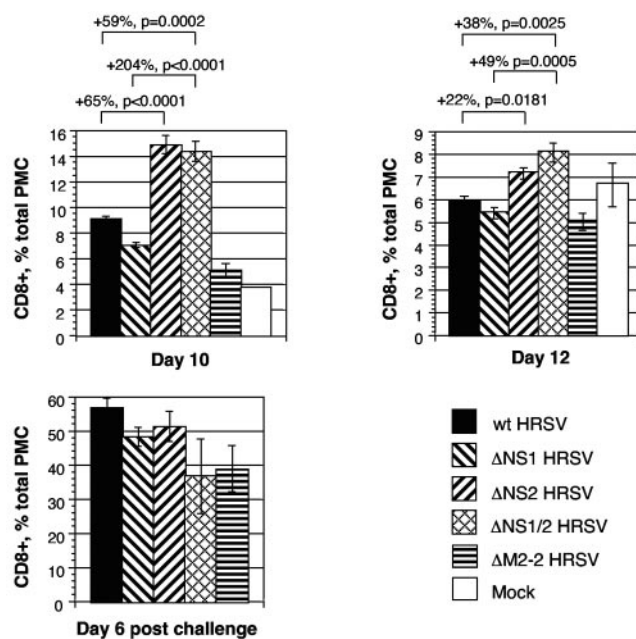 +59%, p=0.0002
+204%, p<0.0001
+65%, p<0.0001
CD8+, % total PMC
16
14
12
10
8
6
4
2
0
Day 10
+38% p=0.0025
+49% p=0.0005
+22%, p=0.0181
CD8+, % total PMC
9
8
7
6
5
4
3
2
1
0
Day 12
CD8+, % total PMC
60
50
40
30
20
10
0
Day 6 post challenge
wt HRSV
ΔNS1 HRSV
ΔNS2 HRSV
ΔNS1/2 HRSV
ΔM2-2 HRSV
Mock